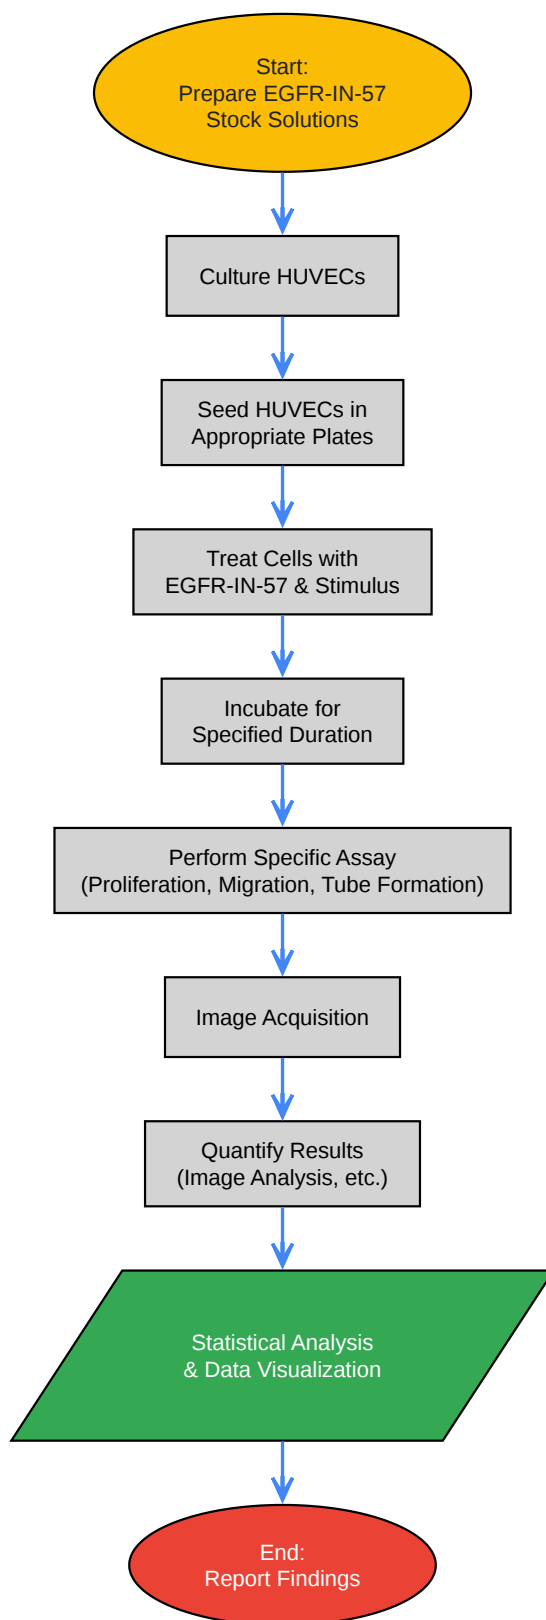 Start:
Prepare EGFR-IN-57
Stock Solutions
Culture HUVECs
Seed HUVECs in
Appropriate Plates
Treat Cells with
EGFR-IN-57 & Stimulus
Incubate for
Specified Duration
Perform Specific Assay
(Proliferation, Migration, Tube Formation)
Image Acquisition
Quantify Results
(Image Analysis, etc.)
Statistical Analysis
& Data Visualization
End:
Report Findings